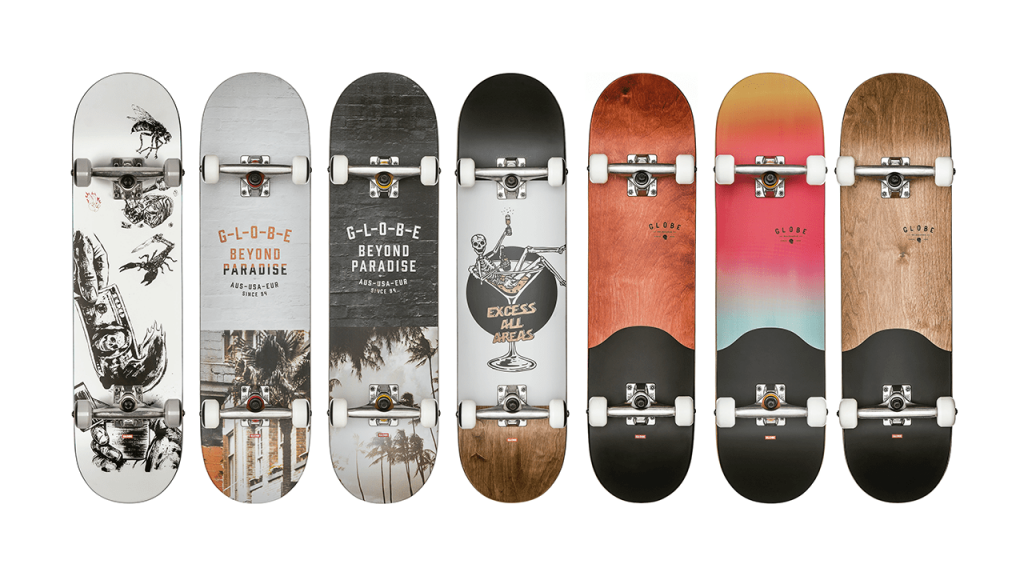 G-L-O-B-E
BEYOND
PARADISE
AUS-USA-EUR
SINCE 94
G-L-O-B-E
BEYOND
PARADISE
AUS-USA-EUR
SINCE 94
EXCESS
ALL
AREAS
GLOBE
GLOBE
GLOBE